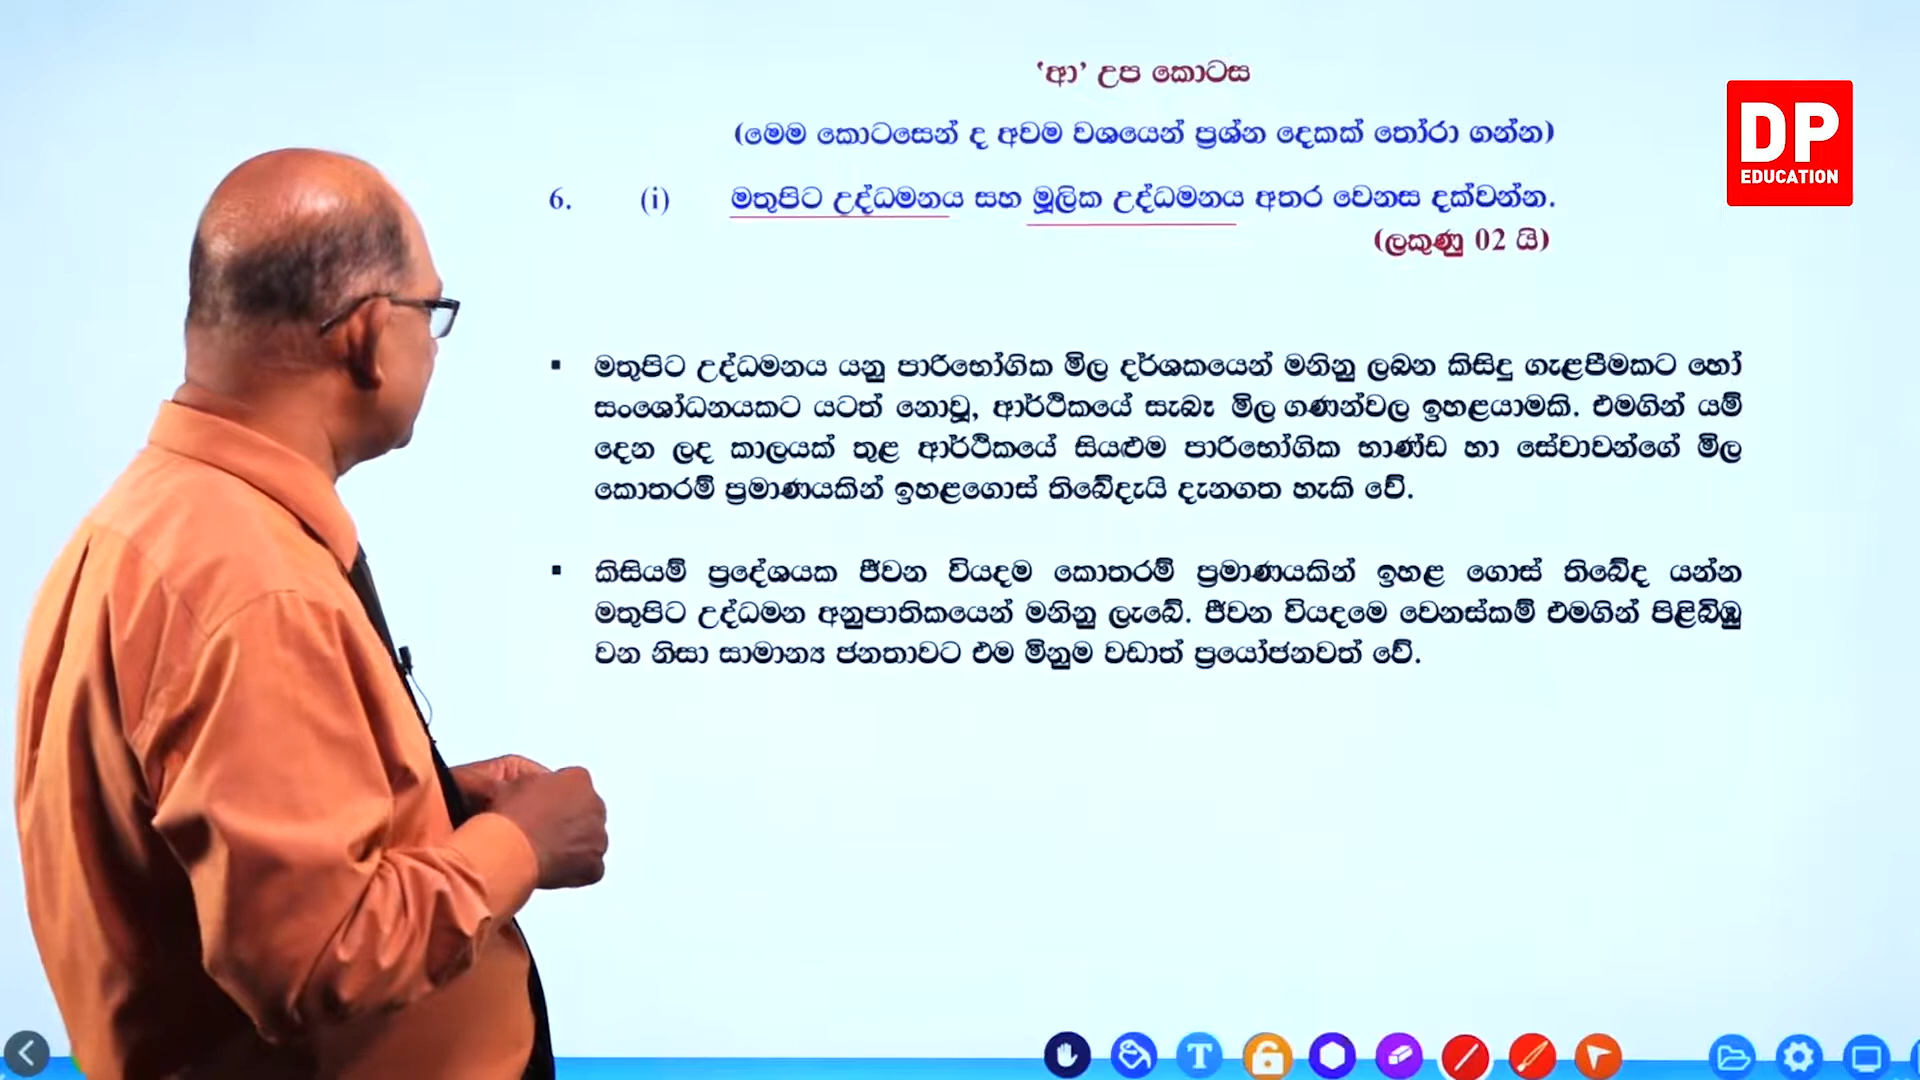 ‘ආ’ උප කොටස
(මෙම කොටසෙන් ද අවම වශයෙන් ප්‍රශ්න දෙකක් තෝරා ගන්න)
6. (i) මතුපිට උද්ධමනය සහ මූලික උද්ධමනය අතර වෙනස දක්වන්න.
(ලකුණු 02 යි)
DP
EDUCATION
▪ මතුපිට උද්ධමනය යනු පාරිභෝගික මිල දර්ශකයෙන් මනිනු ලබන කිසිදු ගැළපීමකට හෝ
සංශෝධනයකට යටත් නොවූ, ආර්ථිකයේ සැබෑ මිල ගණන්වල ඉහළයාමකි. එමගින් යම්
දෙන ලද කාලයක් තුළ ආර්ථිකයේ සියළුම පාරිභෝගික භාණ්ඩ හා සේවාවන්ගේ මිල
කොතරම් ප්‍රමාණයකින් ඉහළගොස් තිබේදැයි දැනගත හැකි වේ.
▪ කිසියම් ප්‍රදේශයක ජීවන වියදම කොතරම් ප්‍රමාණයකින් ඉහළ ගොස් තිබේද යන්න
මතුපිට උද්ධමන අනුපාතිකයෙන් මනිනු ලැබේ. ජීවන වියදමෙ වෙනස්කම් එමගින් පිළිබිඹු
වන නිසා සාමාන්‍ය ජනතාවට එම මිනුම වඩාත් ප්‍රයෝජනවත් වේ.
T